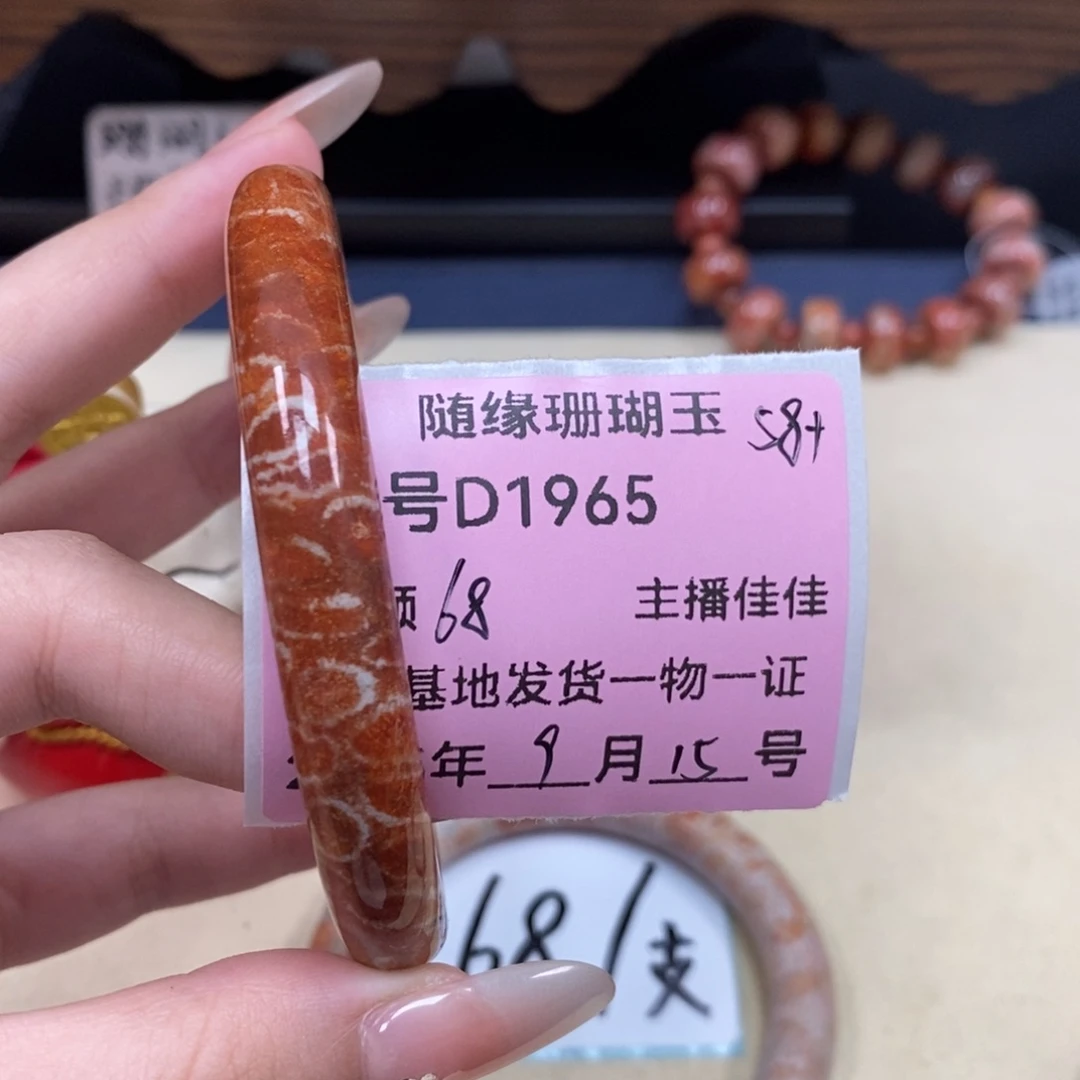 随缘珊瑚玉 58+
号D1965
68 主播佳佳
基地发货一物一证
年 9 月 15 号
68/支